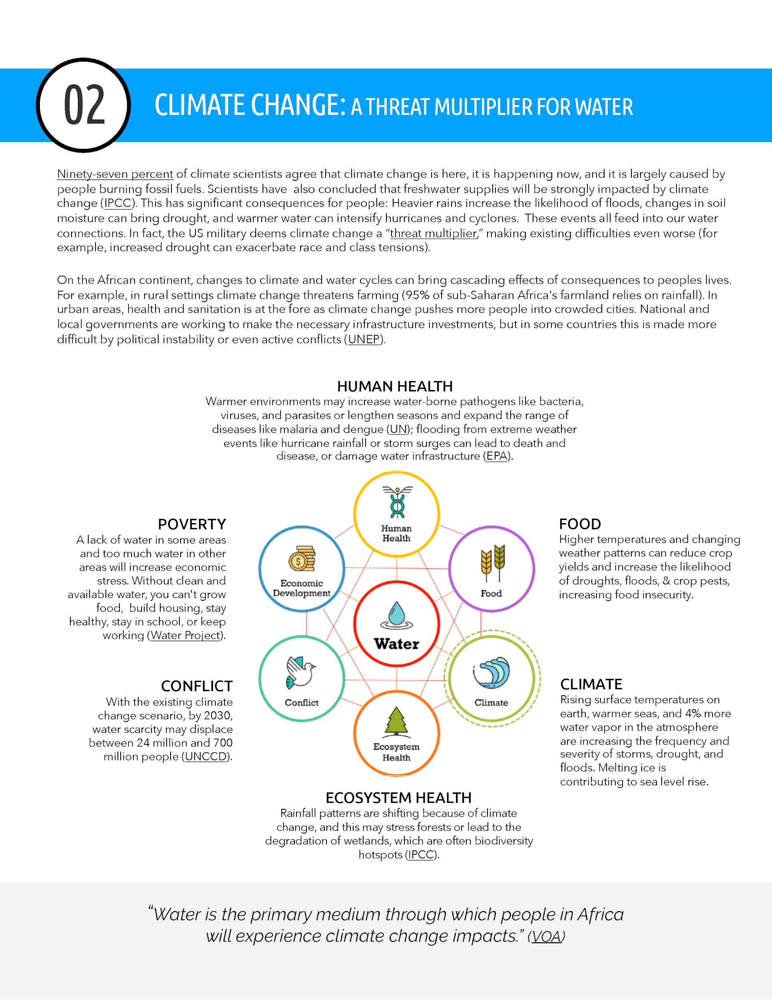 02
CLIMATE CHANGE: A THREAT MULTIPLIER FOR WATER
Ninety-seven percent of climate scientists agree that climate change is here, it is happening now, and it is largely caused by
people burning fossil fuels. Scientists have  also concluded that freshwater supplies will be strongly impacted by climate
change (IPCC). This has significant consequences for people: Heavier rains increase the likelihood of floods, changes in soil
moisture can bring drought, and warmer water can intensify hurricanes and cyclones.  These events all feed into our water
connections. In fact, the US military deems climate change a “threat multiplier,” making existing difficulties even worse (for
example, increased drought can exacerbate race and class tensions).
On the African continent, changes to climate and water cycles can bring cascading effects of consequences to peoples lives.
For example, in rural settings climate change threatens farming (95% of sub-Saharan Africa's farmland relies on rainfall). In
urban areas, health and sanitation is at the fore as climate change pushes more people into crowded cities. National and
local governments are working to make the necessary infrastructure investments, but in some countries this is made more
difficult by political instability or even active conflicts (UNEP).
HUMAN HEALTH
Warmer environments may increase water-borne pathogens like bacteria,
viruses, and parasites or lengthen seasons and expand the range of
diseases like malaria and dengue (UN); flooding from extreme weather
events like hurricane rainfall or storm surges can lead to death and
disease, or damage water infrastructure (EPA).
POVERTY
A lack of water in some areas
and too much water in other
areas will increase economic
stress. Without clean and
available water, you can't grow
food,  build housing, stay
healthy, stay in school, or keep
working (Water Project).
CONFLICT
With the existing climate
change scenario, by 2030,
water scarcity may displace
between 24 million and 700
million people (UNCCD).
Human
Health
$
Economic
Development
Food
Water
Conflict
Climate
Ecosystem
Health
FOOD
Higher temperatures and changing
weather patterns can reduce crop
yields and increase the likelihood
of droughts, floods, & crop pests,
increasing food insecurity.
CLIMATE
Rising surface temperatures on
earth, warmer seas, and 4% more
water vapor in the atmosphere
are increasing the frequency and
severity of storms, drought, and
floods. Melting ice is
contributing to sea level rise.
ECOSYSTEM HEALTH
Rainfall patterns are shifting because of climate
change, and this may stress forests or lead to the
degradation of wetlands, which are often biodiversity
hotspots (IPCC).
“Water is the primary medium through which people in Africa
will experience climate change impacts.” (VOA)